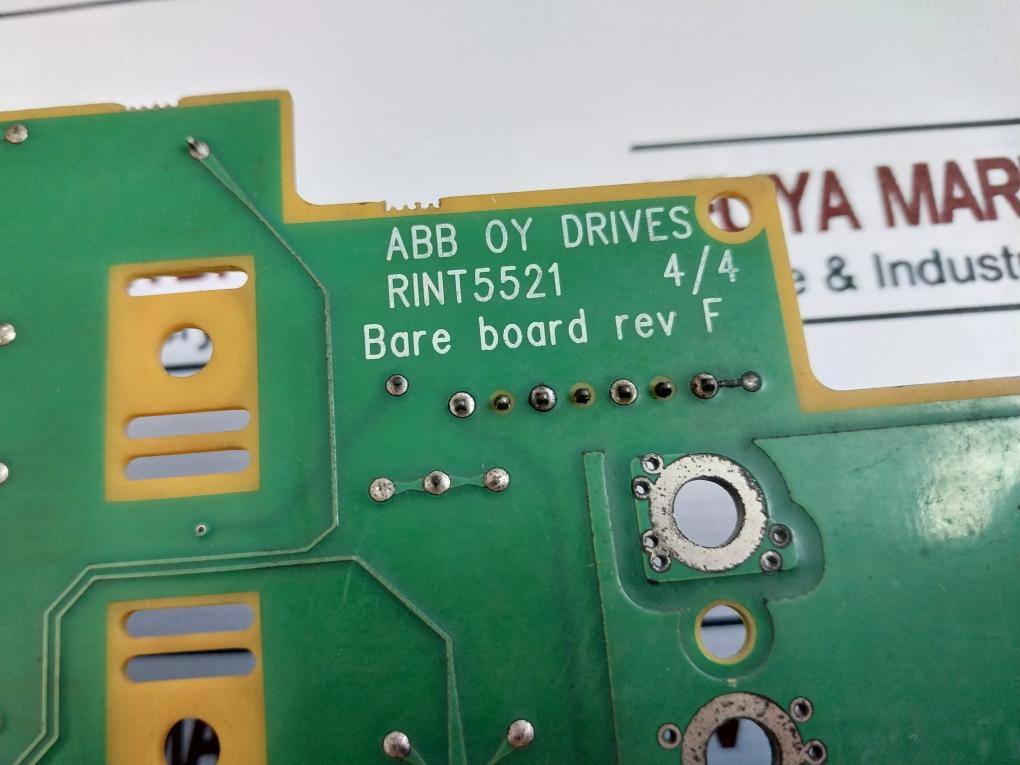 ABB OY DRIVES
RINT5521 4/4
Bare board rev F
YA MAR
& Indust